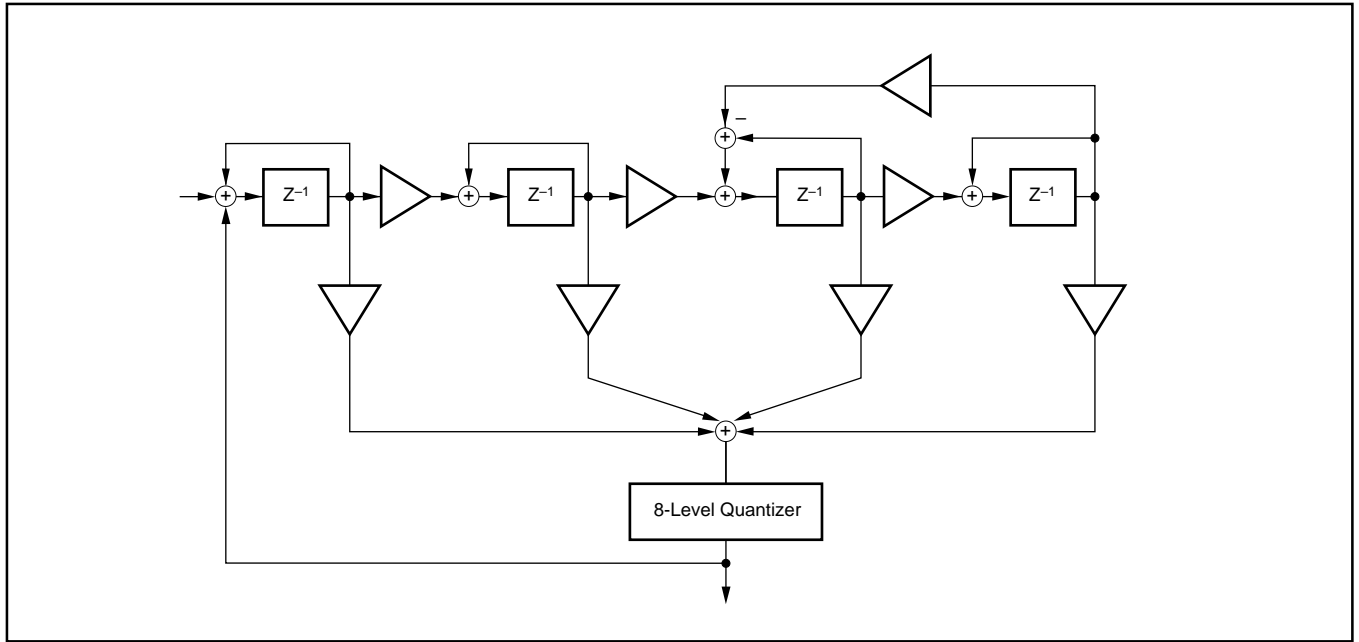 –
+
+
Z⁻¹
+
Z⁻¹
+
Z⁻¹
+
Z⁻¹
+
8-Level Quantizer